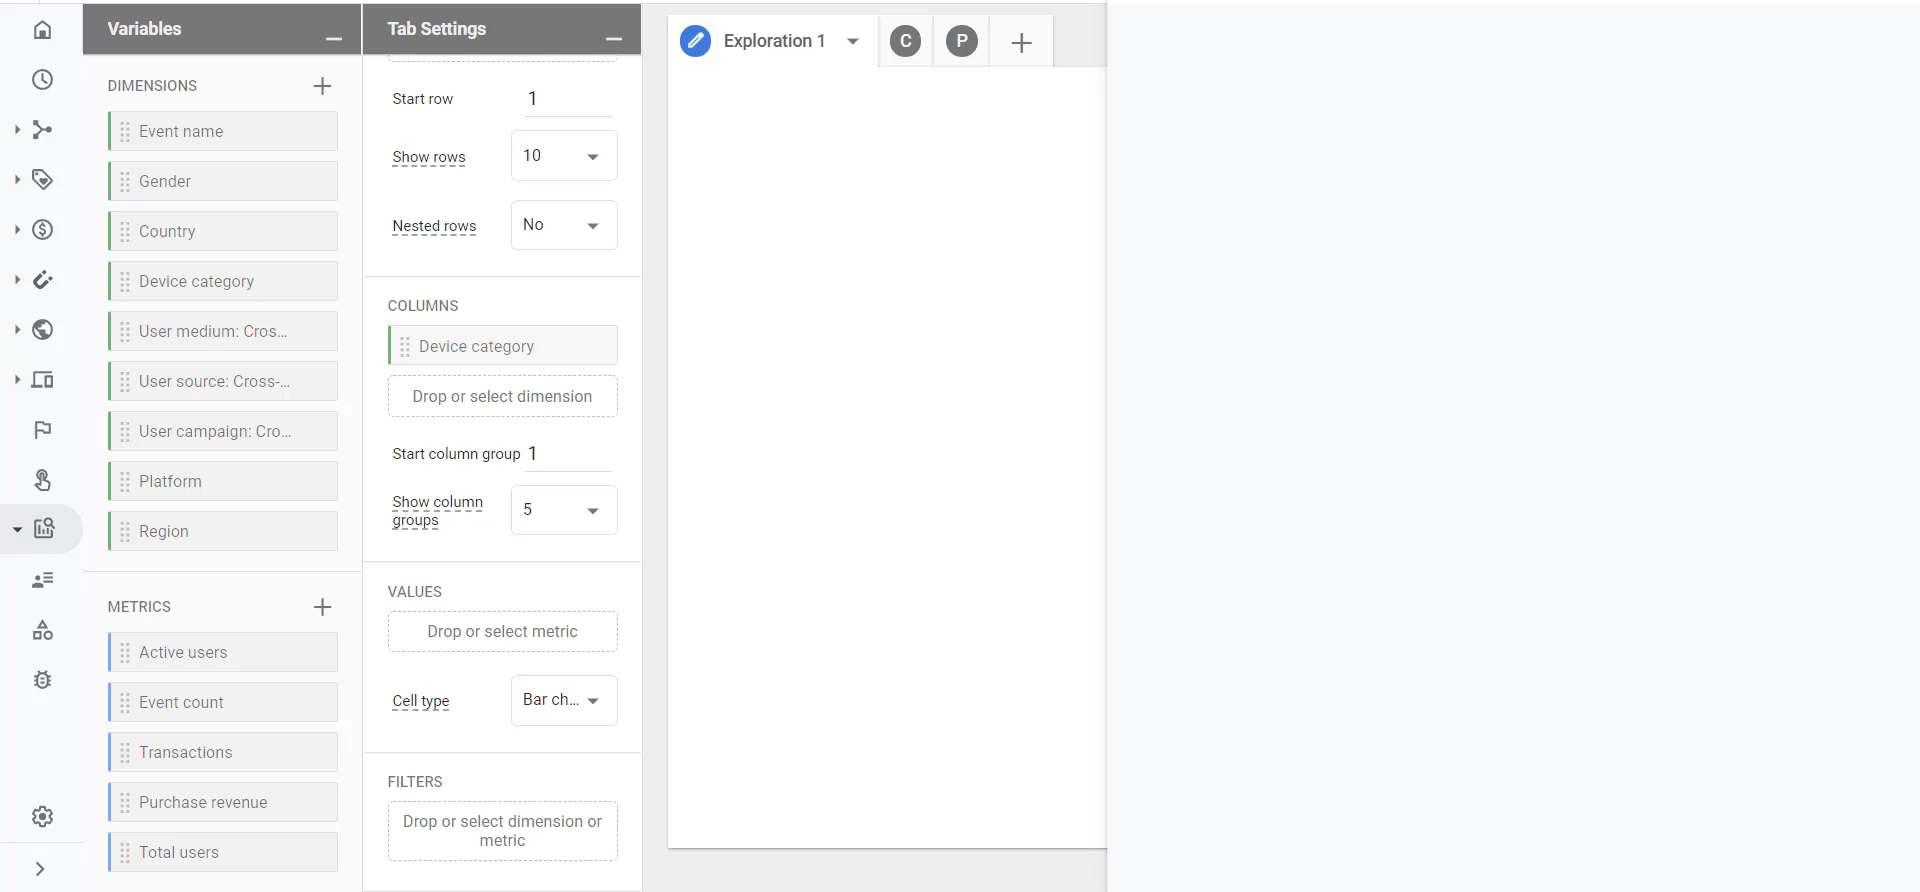 Variables
DIMENSIONS
Event name
Gender
Country
Device category
User medium: Cros...
User source: Cross-...
User campaign: Cro...
Platform
Region
METRICS
Active users
Event count
Transactions
Purchase revenue
Total users
Tab Settings
Start row 1
Show rows 10
Nested rows No
COLUMNS
Device category
Drop or select dimension
Start column group 1
Show column
groups 5
VALUES
Drop or select metric
Cell type Bar ch...
FILTERS
Drop or select dimension or
metric
Exploration 1 C P